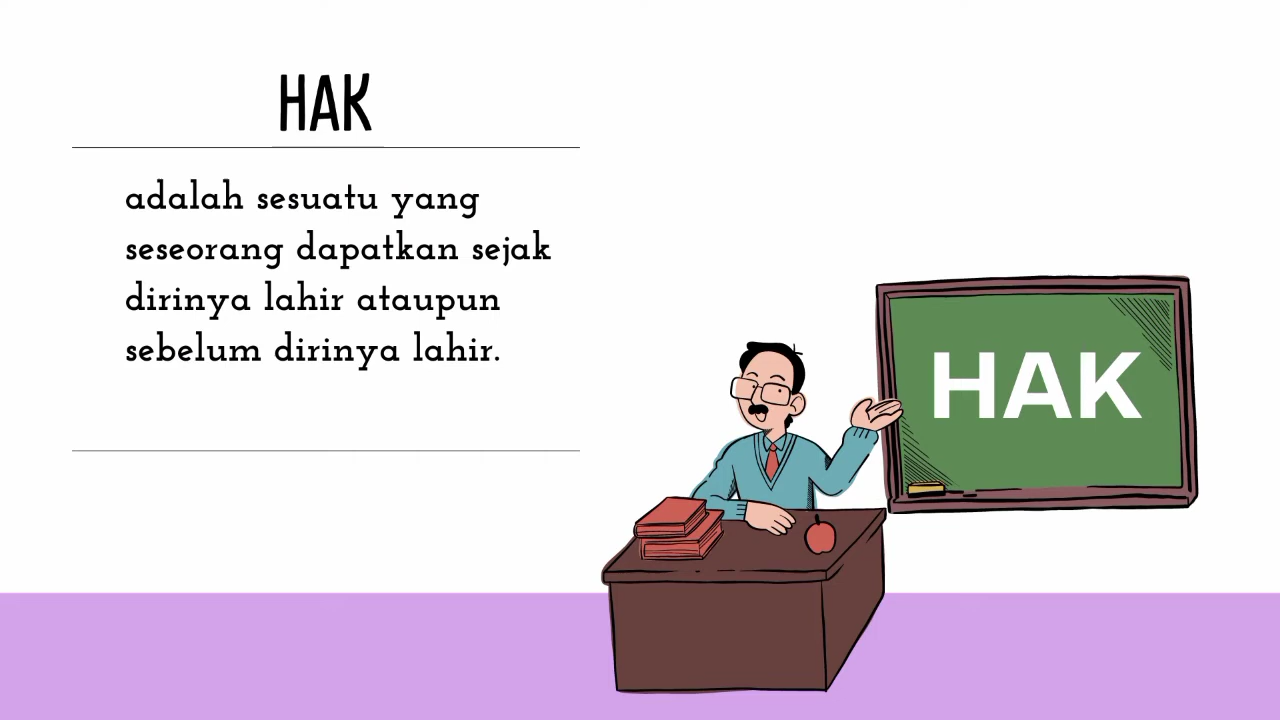 HAK
adalah sesuatu yang
seseorang dapatkan sejak
dirinya lahir ataupun
sebelum dirinya lahir.
HAK